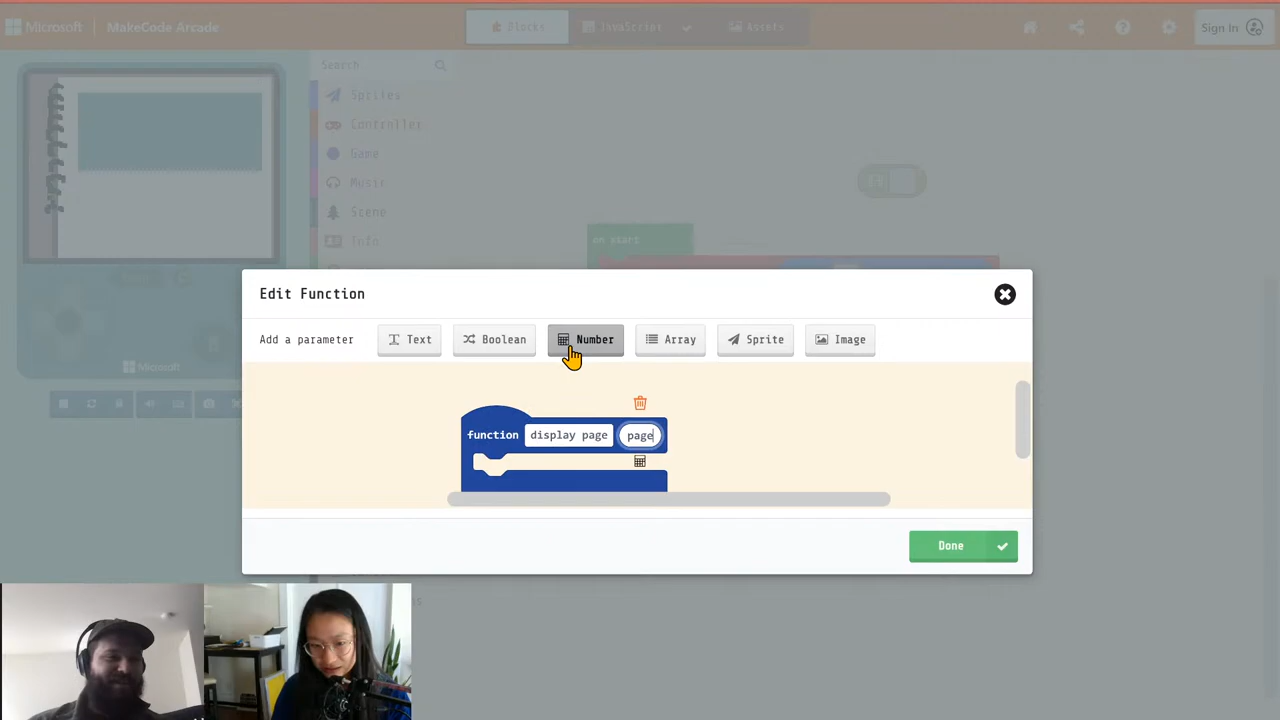 Microsoft
MakeCode Arcade
Blocks
JavaScript
Assets
Sign In
Search
Sprites
Controller
Game
Music
Scene
Info
on start
Edit Function
Add a parameter
Text
Boolean
Number
Array
Sprite
Image
function display page page
Done
Microsoft